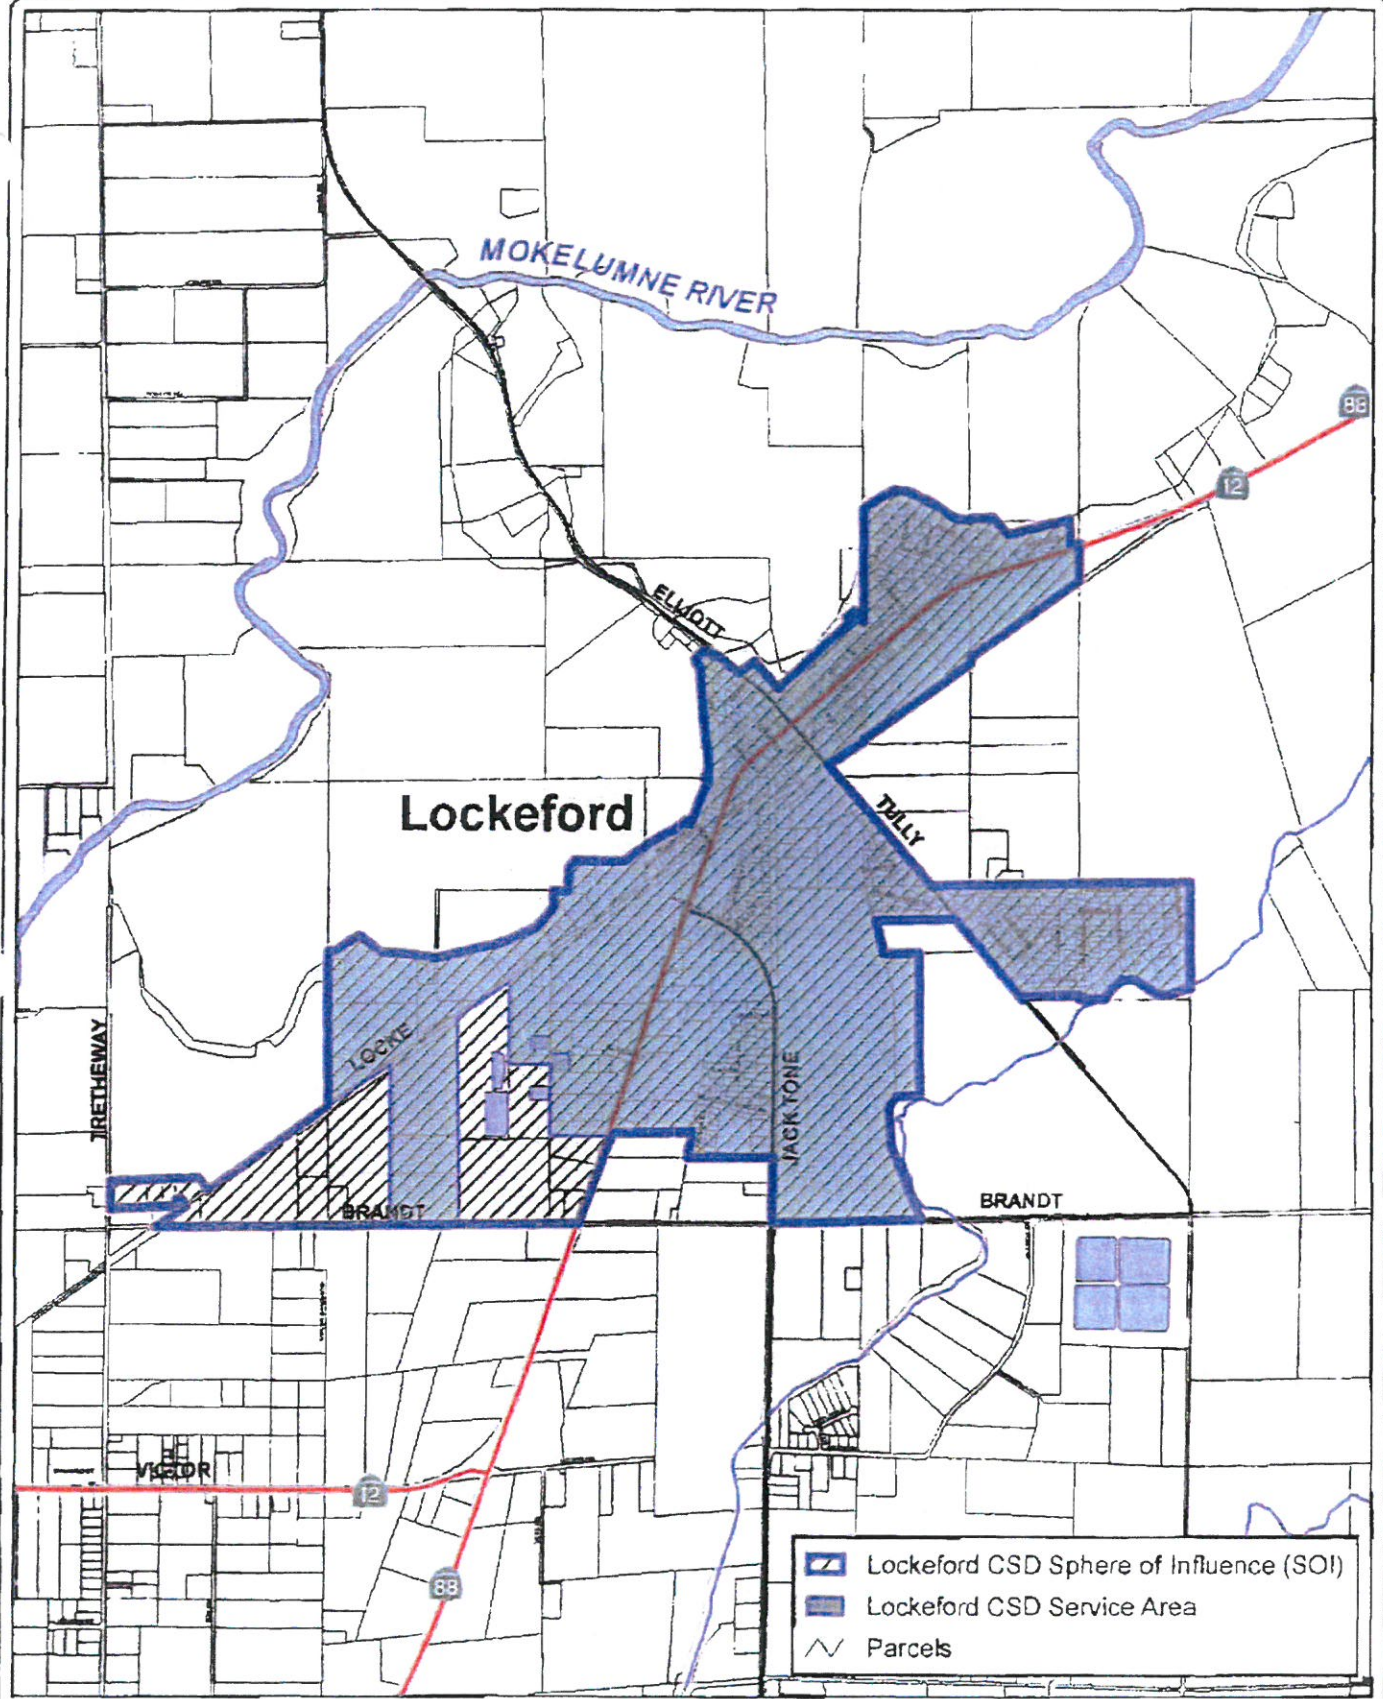 MOKELUMNE RIVER
88
12
ELLIOTT
Lockeford
TULLY
LOCKE
TRETHEWAY
JACK TONE
BRANDT
BRANDT
VICTOR
12
88
Lockeford CSD Sphere of Influence (SOI)
Lockeford CSD Service Area
Parcels